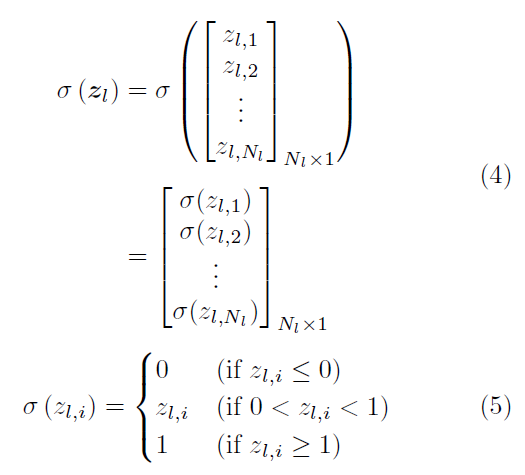 σ (z_l) = σ ( [ z_{l,1}
z_{l,2}
⋮
z_{l,N_l} ]_{N_l×1} )
(4)
= [ σ(z_{l,1})
σ(z_{l,2})
⋮
σ(z_{l,N_l}) ]_{N_l×1}
σ (z_{l,i}) = { 0 (if z_{l,i} ≤ 0)
z_{l,i} (if 0 < z_{l,i} < 1) (5)
1 (if z_{l,i} ≥ 1)